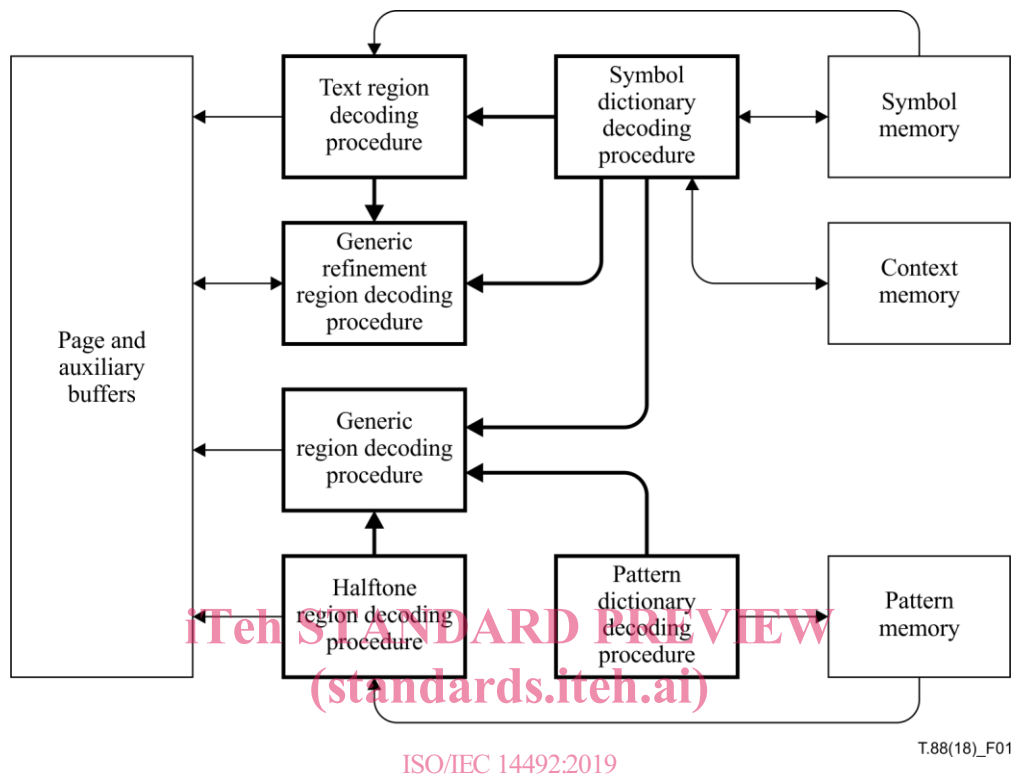 Text region
decoding
procedure
Symbol
dictionary
decoding
procedure
Symbol
memory
Generic
refinement
region decoding
procedure
Context
memory
Page and
auxiliary
buffers
Generic
region decoding
procedure
Halftone
region decoding
procedure
Pattern
dictionary
decoding
procedure
Pattern
memory
iTeh STANDARD PREVIEW
(standards.iteh.ai)
T.88(18)_F01
ISO/IEC 14492:2019